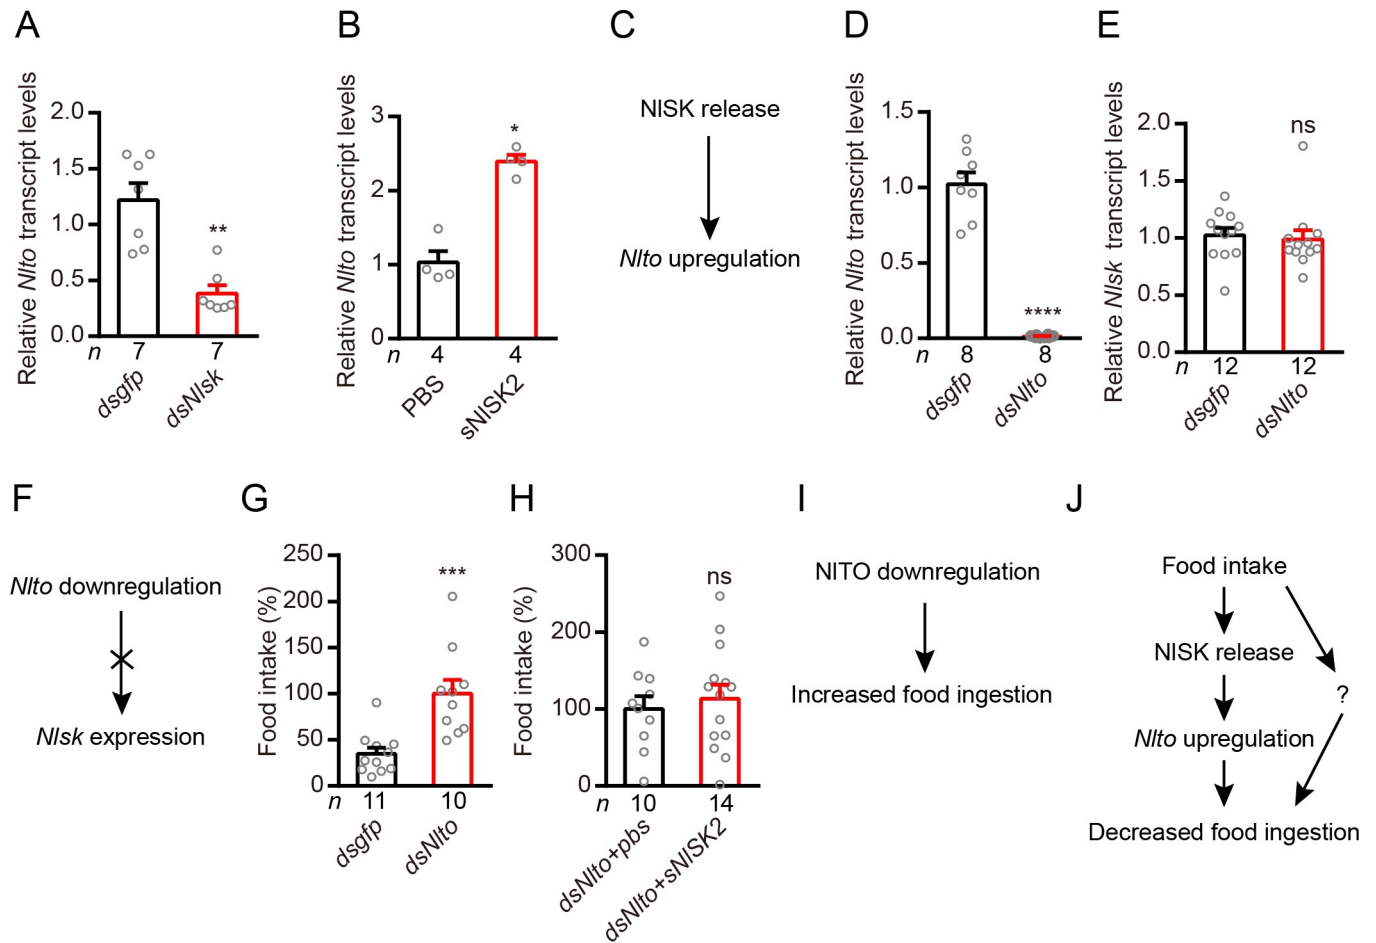 A
Relative Nlto transcript levels
2.0
1.5
1.0
0.5
0.0
**
n 7 7
dsgfp dsNlsk
B
Relative Nlto transcript levels
3
2
1
0
*
n 4 4
PBS sNlSK2
C
NlSK release
Nlto upregulation
D
Relative Nlto transcript levels
1.5
1.0
0.5
0.0
****
n 8 8
dsgfp dsNlto
E
Relative Nlsk transcript levels
2.0
1.5
1.0
0.5
0.0
ns
n 12 12
dsgfp dsNlto
F
Nlto downregulation
Nlsk expression
G
Food intake (%)
250
200
150
100
50
0
***
n 11 10
dsgfp dsNlto
H
Food intake (%)
300
200
100
0
ns
n 10 14
dsNlto+pbs dsNlto+sNlSK2
I
NlTO downregulation
Increased food ingestion
J
Food intake
NlSK release
?
Nlto upregulation
Decreased food ingestion